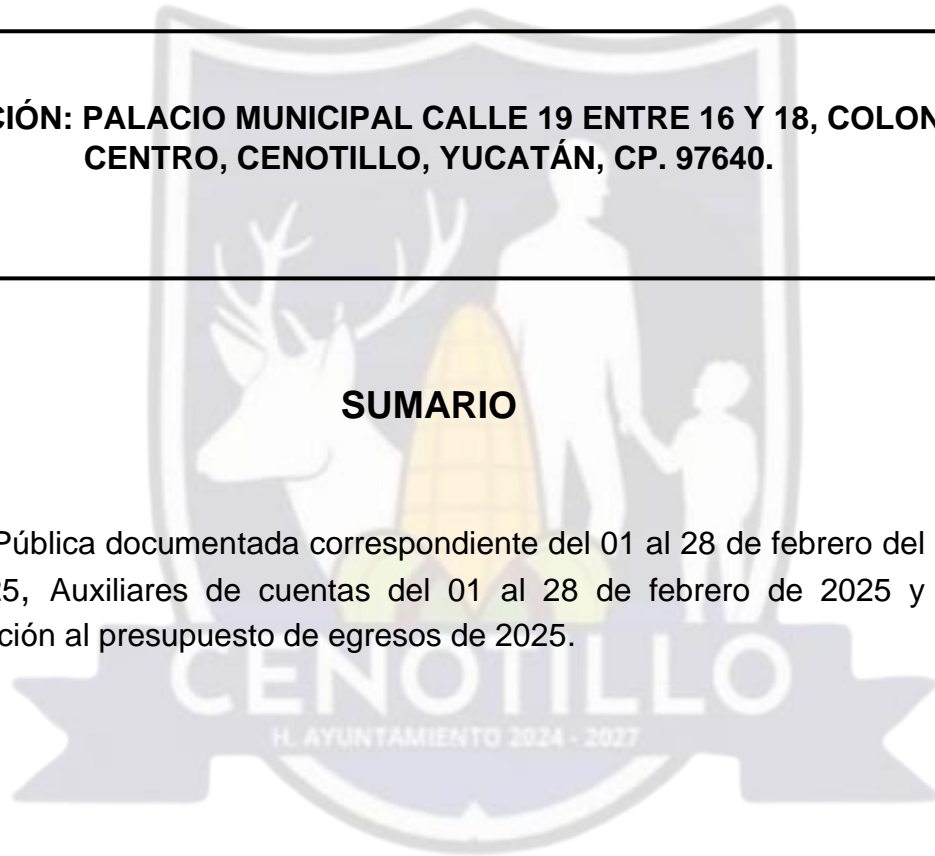 CIÓN: PALACIO MUNICIPAL CALLE 19 ENTRE 16 Y 18, COLON
CENTRO, CENOTILLO, YUCATÁN, CP. 97640.
SUMARIO
Pública documentada correspondiente del 01 al 28 de febrero del
25, Auxiliares de cuentas del 01 al 28 de febrero de 2025 y
ción al presupuesto de egresos de 2025.
CENOTILLO
H. AYUNTAMIENTO 2024 - 2027